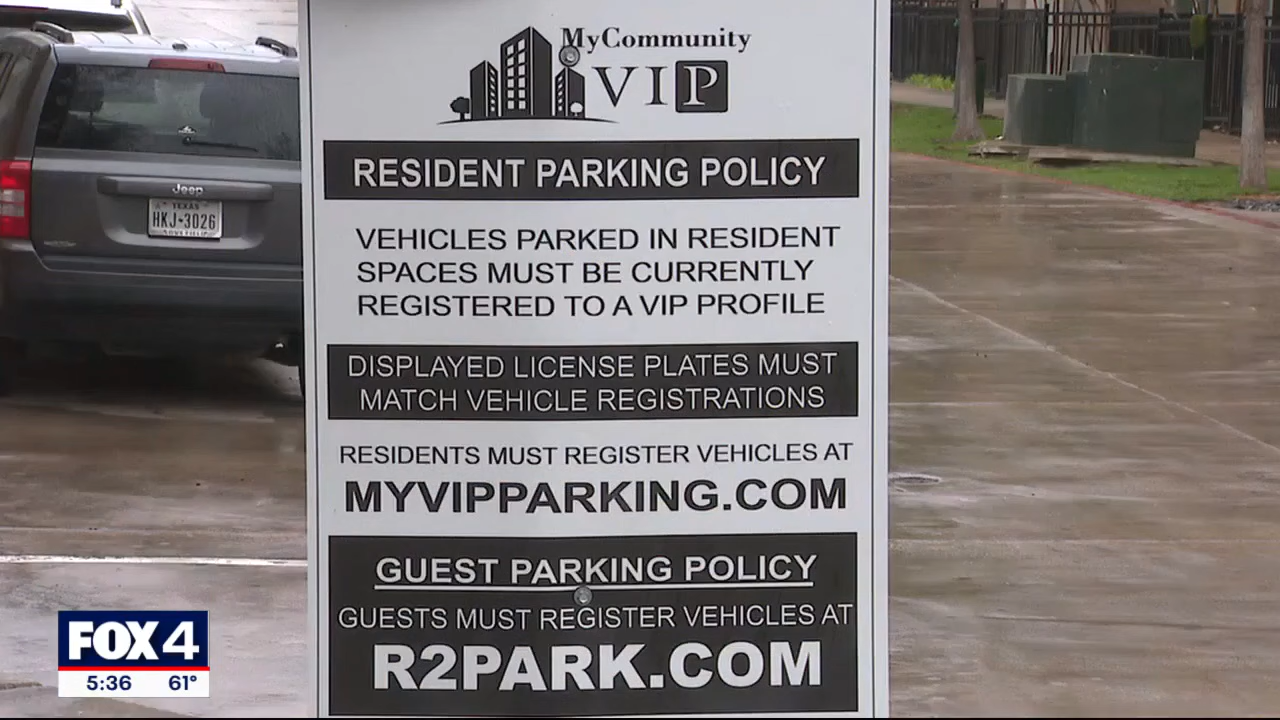 MyCommunity
VIP
RESIDENT PARKING POLICY
VEHICLES PARKED IN RESIDENT
SPACES MUST BE CURRENTLY
REGISTERED TO A VIP PROFILE
DISPLAYED LICENSE PLATES MUST
MATCH VEHICLE REGISTRATIONS
RESIDENTS MUST REGISTER VEHICLES AT
MYVIPPARKING.COM
GUEST PARKING POLICY
GUESTS MUST REGISTER VEHICLES AT
R2PARK.COM
Jeep
TEXAS
HKJ•3026
FOX 4
5:36 61°